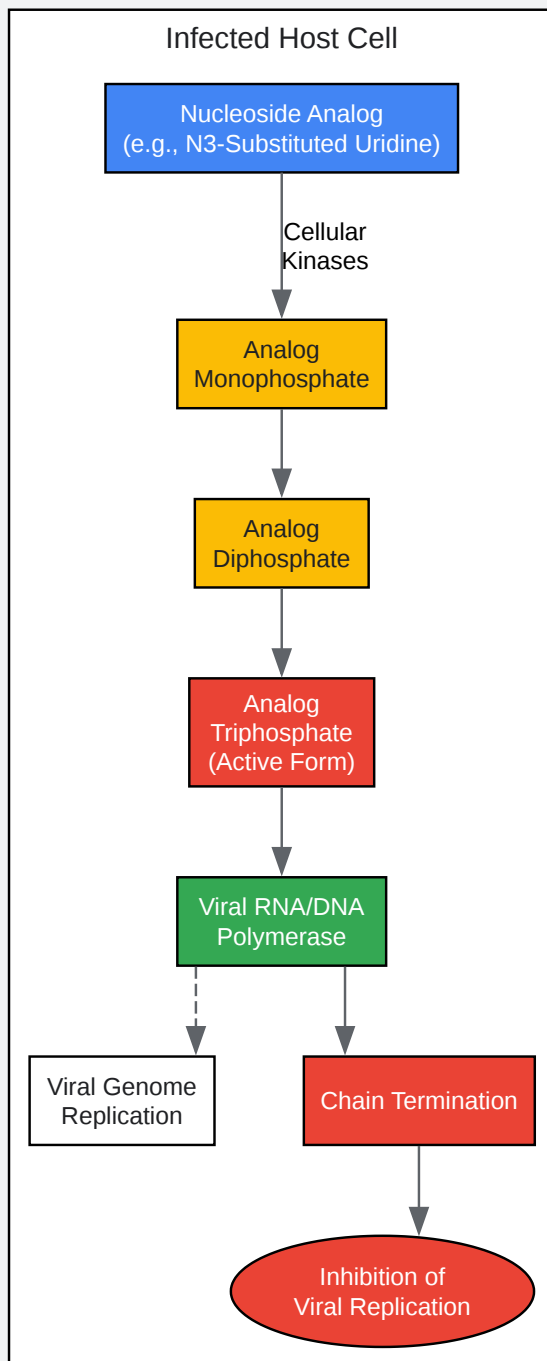 Infected Host Cell
Nucleoside Analog
(e.g., N3-Substituted Uridine)
Cellular
Kinases
Analog
Monophosphate
Analog
Diphosphate
Analog
Triphosphate
(Active Form)
Viral RNA/DNA
Polymerase
Viral Genome
Replication
Chain Termination
Inhibition of
Viral Replication